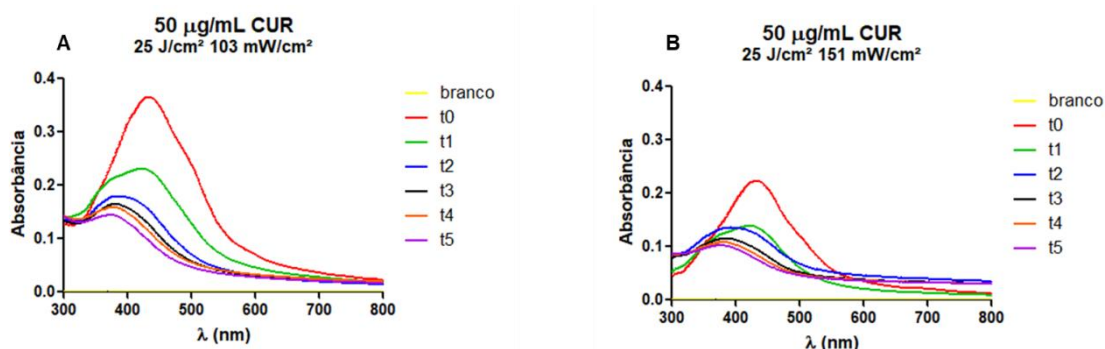 A
50 µg/mL CUR
25 J/cm² 103 mW/cm²
Absorbância
0.4
0.3
0.2
0.1
0.0
300
400
500
600
700
800
λ (nm)
branco
t0
t1
t2
t3
t4
t5
B
50 µg/mL CUR
25 J/cm² 151 mW/cm²
Absorbância
0.4
0.3
0.2
0.1
0.0
300
400
500
600
700
800
λ (nm)
branco
t0
t1
t2
t3
t4
t5